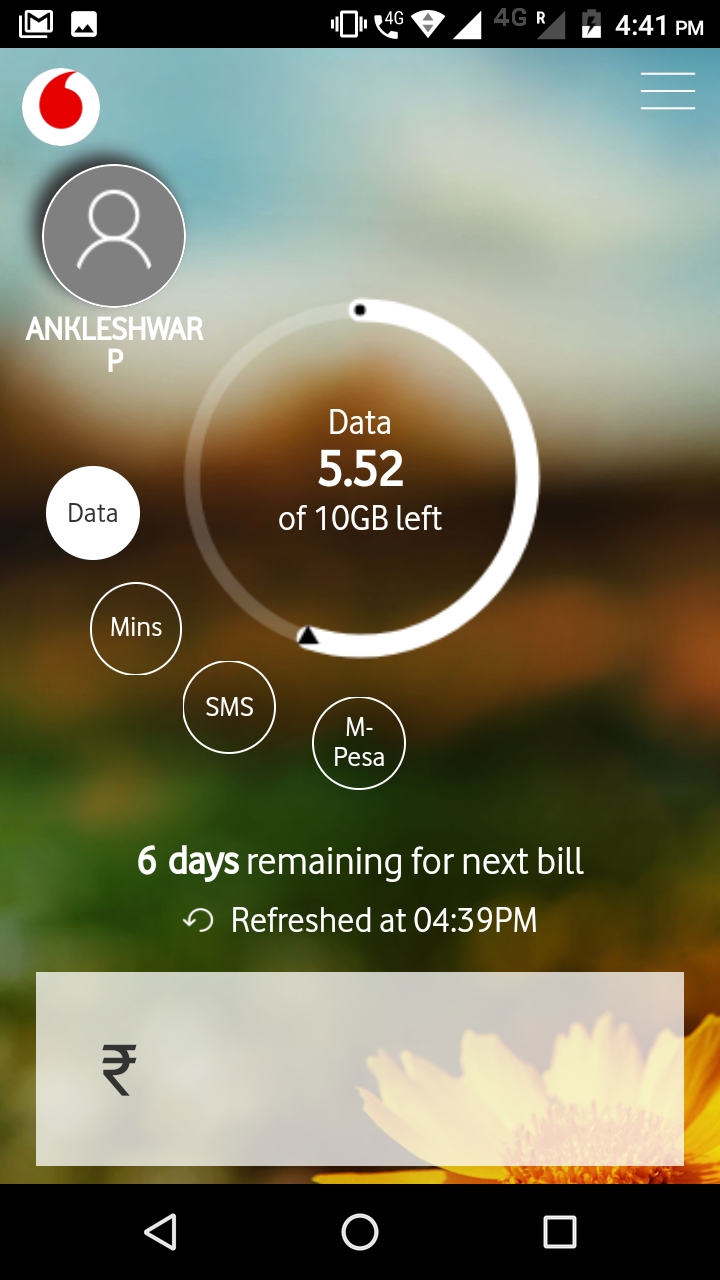 4G 4G R 4:41 PM
ANKLESHWAR
P
Data
5.52
of 10GB left
Data
Mins
SMS
M-
Pesa
6 days remaining for next bill
Refreshed at 04:39PM
₹